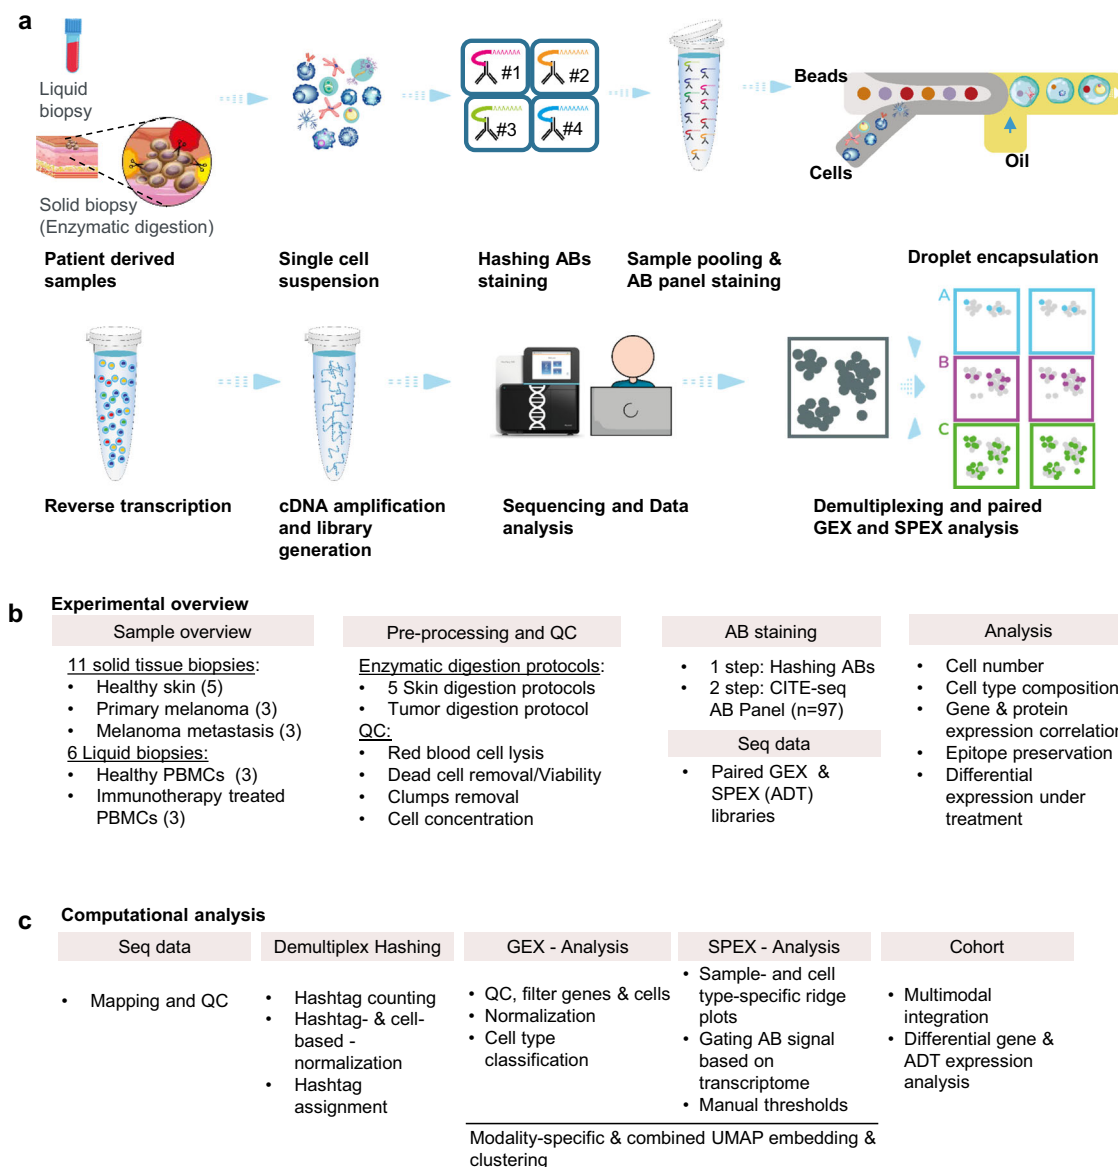 a
Liquid
biopsy
Solid biopsy
(Enzymatic digestion)
#1
#2
#3
#4
Beads
Cells
Oil
Patient derived
samples
Single cell
suspension
Hashing ABs
staining
Sample pooling &
AB panel staining
Droplet encapsulation
A
B
C
Reverse transcription
cDNA amplification
and library
generation
Sequencing and Data
analysis
Demultiplexing and paired
GEX and SPEX analysis
b
Experimental overview
Sample overview
11 solid tissue biopsies:
• Healthy skin (5)
• Primary melanoma (3)
• Melanoma metastasis (3)
6 Liquid biopsies:
• Healthy PBMCs (3)
• Immunotherapy treated
PBMCs (3)
Pre-processing and QC
Enzymatic digestion protocols:
• 5 Skin digestion protocols
• Tumor digestion protocol
QC:
• Red blood cell lysis
• Dead cell removal/Viability
• Clumps removal
• Cell concentration
AB staining
• 1 step: Hashing ABs
• 2 step: CITE-seq
AB Panel (n=97)
Seq data
• Paired GEX &
SPEX (ADT)
libraries
Analysis
• Cell number
• Cell type composition
• Gene & protein
expression correlation
• Epitope preservation
• Differential
expression under
treatment
c
Computational analysis
Seq data
• Mapping and QC
Demultiplex Hashing
• Hashtag counting
• Hashtag- & cell-
based -
normalization
• Hashtag
assignment
GEX - Analysis
• QC, filter genes & cells
• Normalization
• Cell type
classification
SPEX - Analysis
• Sample- and cell
type-specific ridge
plots
• Gating AB signal
based on
transcriptome
• Manual thresholds
Modality-specific & combined UMAP embedding &
clustering
Cohort
• Multimodal
integration
• Differential gene &
ADT expression
analysis